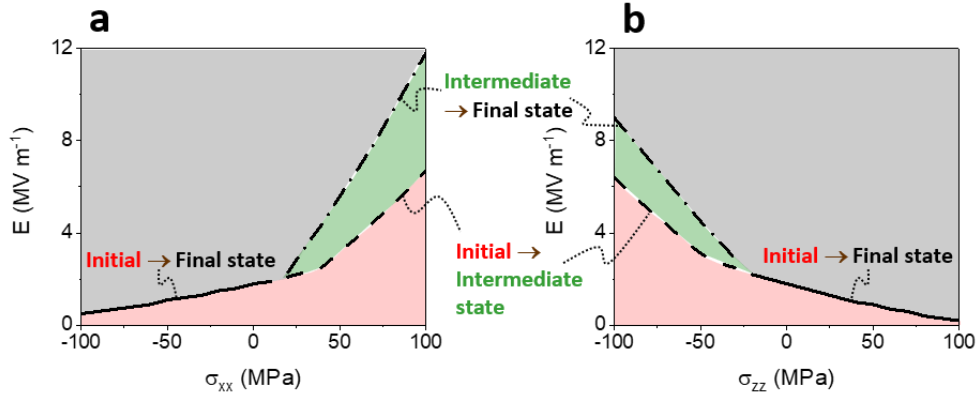 a
b
12
8
4
0
E (MV m⁻¹)
-100
-50
0
50
100
σxx (MPa)
Initial → Final state
Intermediate
→ Final state
Initial →
Intermediate
state
12
8
4
0
E (MV m⁻¹)
-100
-50
0
50
100
σzz (MPa)
Initial → Final state